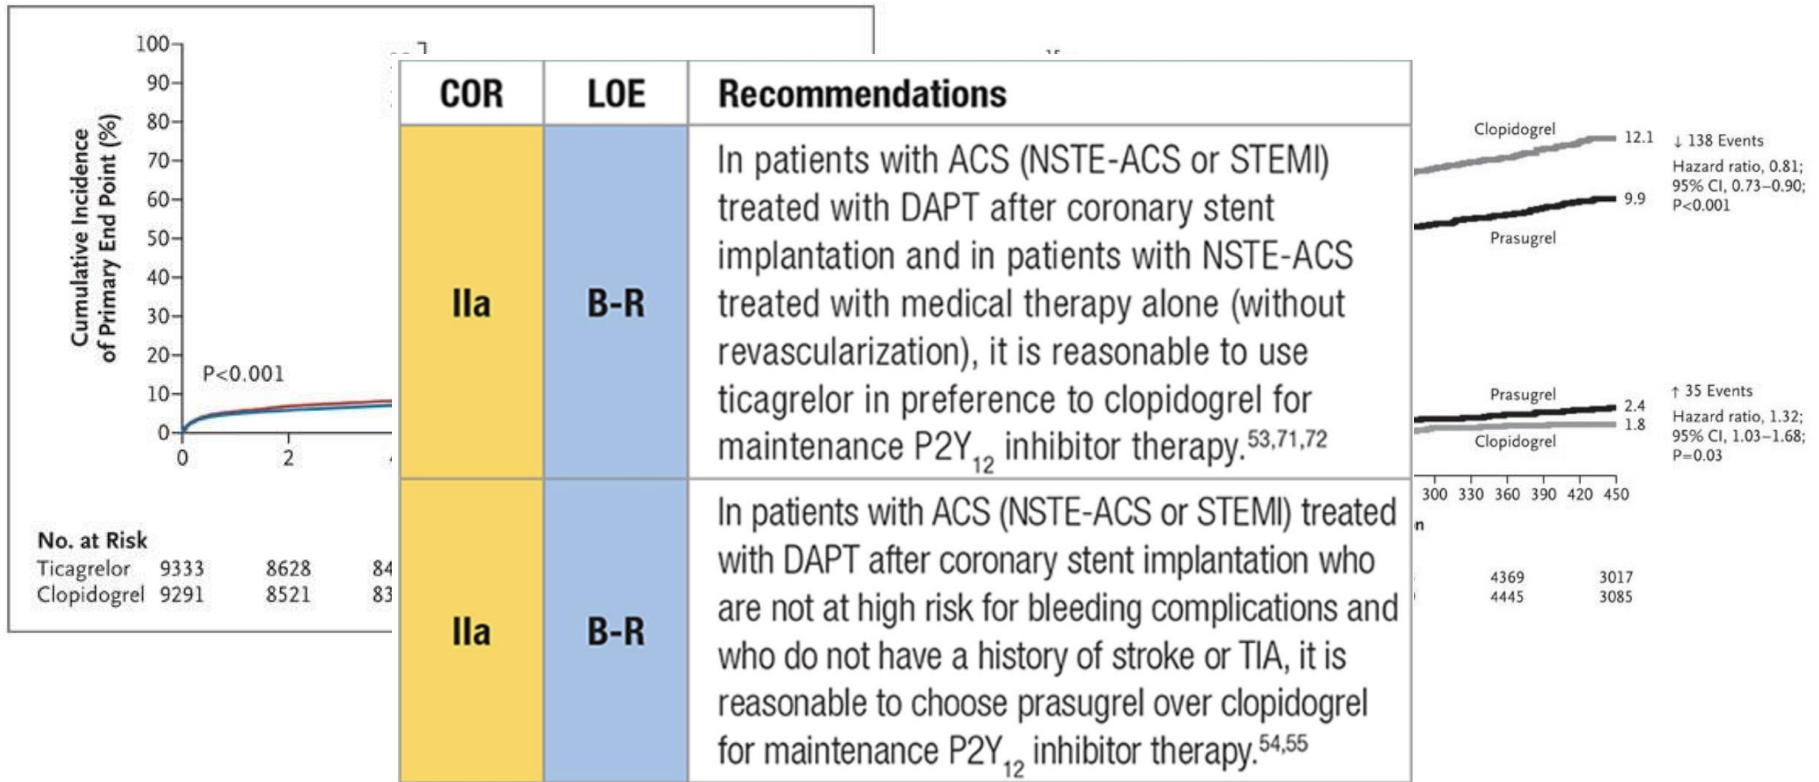 100
90
80
70
60
50
40
30
20
10
0
Cumulative Incidence
of Primary End Point (%)
P<0.001
0 2
No. at Risk
Ticagrelor 9333 8628 84
Clopidogrel 9291 8521 83
COR LOE Recommendations
IIa B-R
In patients with ACS (NSTE-ACS or STEMI)
treated with DAPT after coronary stent
implantation and in patients with NSTE-ACS
treated with medical therapy alone (without
revascularization), it is reasonable to use
ticagrelor in preference to clopidogrel for
maintenance P2Y12 inhibitor therapy.53,71,72
IIa B-R
In patients with ACS (NSTE-ACS or STEMI) treated
with DAPT after coronary stent implantation who
are not at high risk for bleeding complications and
who do not have a history of stroke or TIA, it is
reasonable to choose prasugrel over clopidogrel
for maintenance P2Y12 inhibitor therapy.54,55
Clopidogrel 12.1
↓ 138 Events
Hazard ratio, 0.81;
95% CI, 0.73–0.90;
P<0.001
9.9
Prasugrel
Prasugrel 2.4
1.8
Clopidogrel
↑ 35 Events
Hazard ratio, 1.32;
95% CI, 1.03–1.68;
P=0.03
300 330 360 390 420 450
n
4369 3017
4445 3085